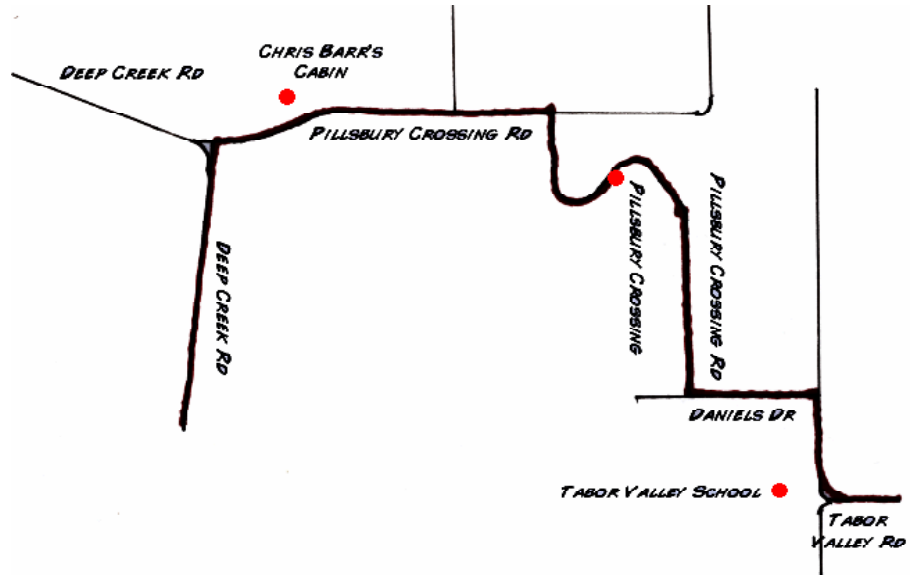 CHRIS BARR'S
CABIN
DEEP CREEK RD
PILLSBURY CROSSING RD
PILLSBURY CROSSING
PILLSBURY CROSSING RD
DEEP CREEK RD
DANIELS DR
TABOR VALLEY SCHOOL
TABOR
VALLEY RD